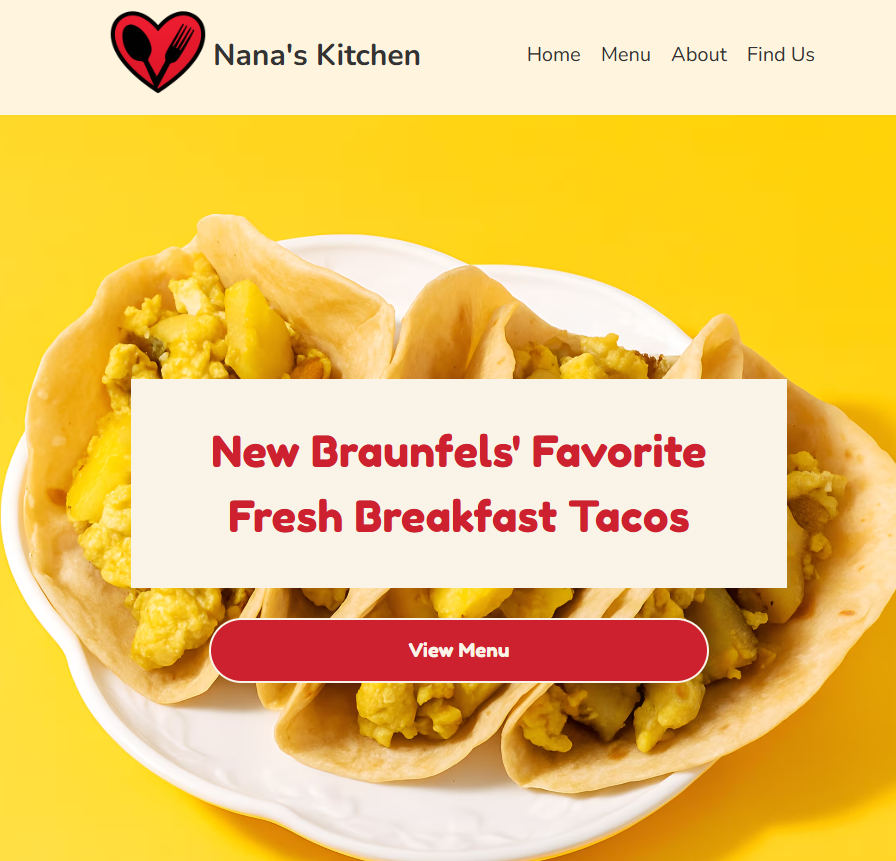 Nana's Kitchen
Home Menu About Find Us
New Braunfels' Favorite
Fresh Breakfast Tacos
View Menu